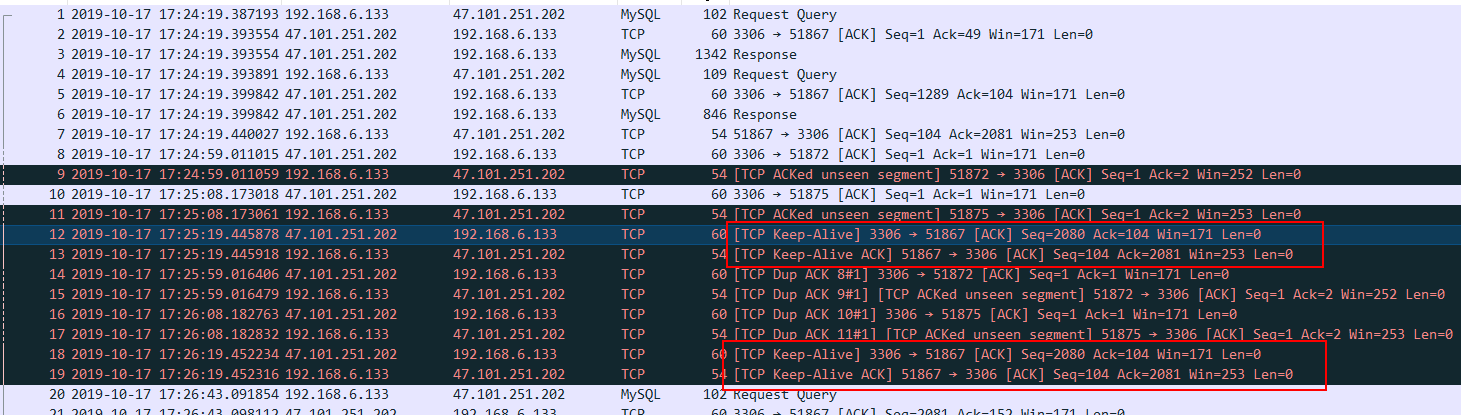 1 2019-10-17 17:24:19.387193 192.168.6.133 47.101.251.202 MySQL 102 Request Query
2 2019-10-17 17:24:19.393554 47.101.251.202 192.168.6.133 TCP 60 3306 → 51867 [ACK] Seq=1 Ack=49 Win=171 Len=0
3 2019-10-17 17:24:19.393554 47.101.251.202 192.168.6.133 MySQL 1342 Response
4 2019-10-17 17:24:19.393891 192.168.6.133 47.101.251.202 MySQL 109 Request Query
5 2019-10-17 17:24:19.399842 47.101.251.202 192.168.6.133 TCP 60 3306 → 51867 [ACK] Seq=1289 Ack=104 Win=171 Len=0
6 2019-10-17 17:24:19.399842 47.101.251.202 192.168.6.133 MySQL 846 Response
7 2019-10-17 17:24:19.440027 192.168.6.133 47.101.251.202 TCP 54 51867 → 3306 [ACK] Seq=104 Ack=2081 Win=253 Len=0
8 2019-10-17 17:24:59.011015 47.101.251.202 192.168.6.133 TCP 60 3306 → 51872 [ACK] Seq=1 Ack=1 Win=171 Len=0
9 2019-10-17 17:24:59.011059 192.168.6.133 47.101.251.202 TCP 54 [TCP ACKed unseen segment] 51872 → 3306 [ACK] Seq=1 Ack=2 Win=252 Len=0
10 2019-10-17 17:25:08.173018 47.101.251.202 192.168.6.133 TCP 60 3306 → 51875 [ACK] Seq=1 Ack=1 Win=171 Len=0
11 2019-10-17 17:25:08.173061 192.168.6.133 47.101.251.202 TCP 54 [TCP ACKed unseen segment] 51875 → 3306 [ACK] Seq=1 Ack=2 Win=253 Len=0
12 2019-10-17 17:25:19.445878 47.101.251.202 192.168.6.133 TCP 60 [TCP Keep-Alive] 3306 → 51867 [ACK] Seq=2080 Ack=104 Win=171 Len=0
13 2019-10-17 17:25:19.445918 192.168.6.133 47.101.251.202 TCP 54 [TCP Keep-Alive ACK] 51867 → 3306 [ACK] Seq=104 Ack=2081 Win=253 Len=0
14 2019-10-17 17:25:59.016406 47.101.251.202 192.168.6.133 TCP 60 [TCP Dup ACK 8#1] 3306 → 51872 [ACK] Seq=1 Ack=1 Win=171 Len=0
15 2019-10-17 17:25:59.016479 192.168.6.133 47.101.251.202 TCP 54 [TCP Dup ACK 9#1] [TCP ACKed unseen segment] 51872 → 3306 [ACK] Seq=1 Ack=2 Win=252 Len=0
16 2019-10-17 17:26:08.182763 47.101.251.202 192.168.6.133 TCP 60 [TCP Dup ACK 10#1] 3306 → 51875 [ACK] Seq=1 Ack=1 Win=171 Len=0
17 2019-10-17 17:26:08.182832 192.168.6.133 47.101.251.202 TCP 54 [TCP Dup ACK 11#1] [TCP ACKed unseen segment] 51875 → 3306 [ACK] Seq=1 Ack=2 Win=253 Len=0
18 2019-10-17 17:26:19.452234 47.101.251.202 192.168.6.133 TCP 60 [TCP Keep-Alive] 3306 → 51867 [ACK] Seq=2080 Ack=104 Win=171 Len=0
19 2019-10-17 17:26:19.452316 192.168.6.133 47.101.251.202 TCP 54 [TCP Keep-Alive ACK] 51867 → 3306 [ACK] Seq=104 Ack=2081 Win=253 Len=0
20 2019-10-17 17:26:43.091854 192.168.6.133 47.101.251.202 MySQL 102 Request Query
21 2019-10-17 17:26:43.098112 47.101.251.202 192.168.6.133 TCP 60 3306 → 51867 [ACK] Seq=2081 Ack=152 Win=171 Len=0